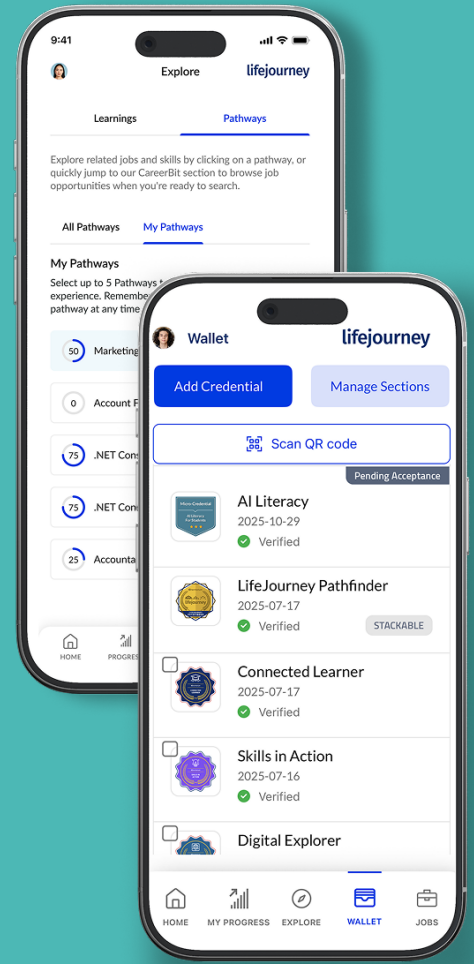 9:41
Explore
lifejourney
Learnings
Pathways
Explore related jobs and skills by clicking on a pathway, or
quickly jump to our CareerBit section to browse job
opportunities when you're ready to search.
All Pathways
My Pathways
My Pathways
Select up to 5 Pathways
experience.
pathway at any time
50
Marketing
0
Account
75
.NET
75
.NET
25
HOME
Wallet
lifejourney
Add Credential
Manage Sections
Scan QR code
Pending Acceptance
AI Literacy
2025-10-29
Verified
LifeJourney Pathfinder
2025-07-17
Verified
STACKABLE
Connected Learner
2025-07-17
Verified
Skills in Action
2025-07-16
Verified
Digital Explorer
HOME
MY PROGRESS
EXPLORE
WALLET
JOBS